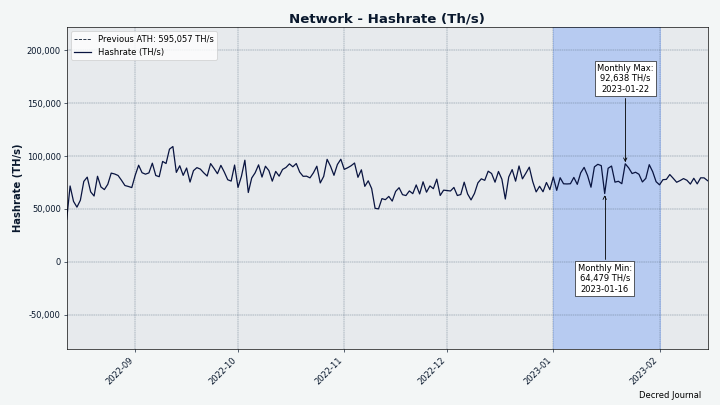 Network - Hashrate (Th/s)
Previous ATH: 595,057 TH/s
Hashrate (TH/s)
Hashrate (TH/s)
200,000
150,000
100,000
50,000
0
-50,000
Monthly Max:
92,638 TH/s
2023-01-22
Monthly Min:
64,479 TH/s
2023-01-16
2022-09
2022-10
2022-11
2022-12
2023-01
2023-02
Decred Journal